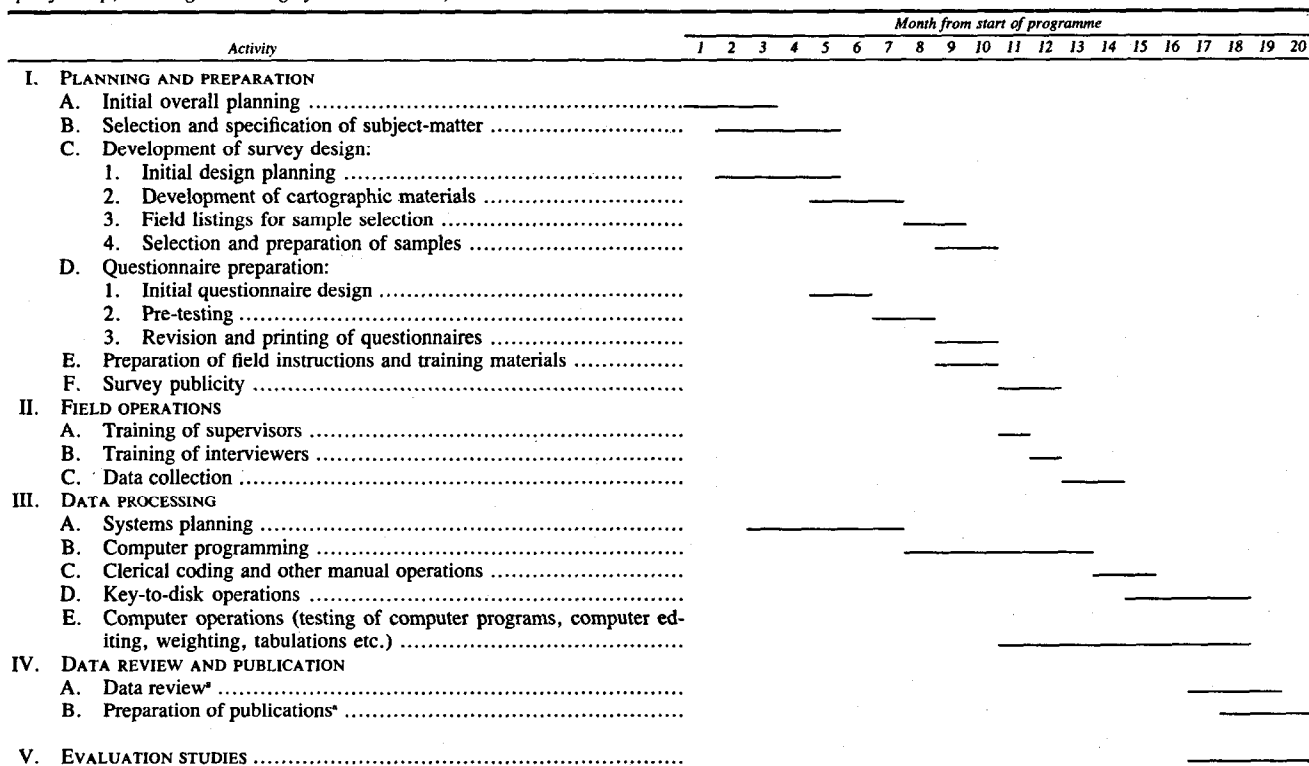 Month from start of programme
Activity 1 2 3 4 5 6 7 8 9 10 11 12 13 14 15 16 17 18 19 20
I. PLANNING AND PREPARATION
A. Initial overall planning
B. Selection and specification of subject-matter
C. Development of survey design:
1. Initial design planning
2. Development of cartographic materials
3. Field listings for sample selection
4. Selection and preparation of samples
D. Questionnaire preparation:
1. Initial questionnaire design
2. Pre-testing
3. Revision and printing of questionnaires
E. Preparation of field instructions and training materials
F. Survey publicity
II. FIELD OPERATIONS
A. Training of supervisors
B. Training of interviewers
C. Data collection
III. DATA PROCESSING
A. Systems planning
B. Computer programming
C. Clerical coding and other manual operations
D. Key-to-disk operations
E. Computer operations (testing of computer programs, computer ed-
iting, weighting, tabulations etc.)
IV. DATA REVIEW AND PUBLICATION
A. Data reviewª
B. Preparation of publicationsª
V. EVALUATION STUDIES